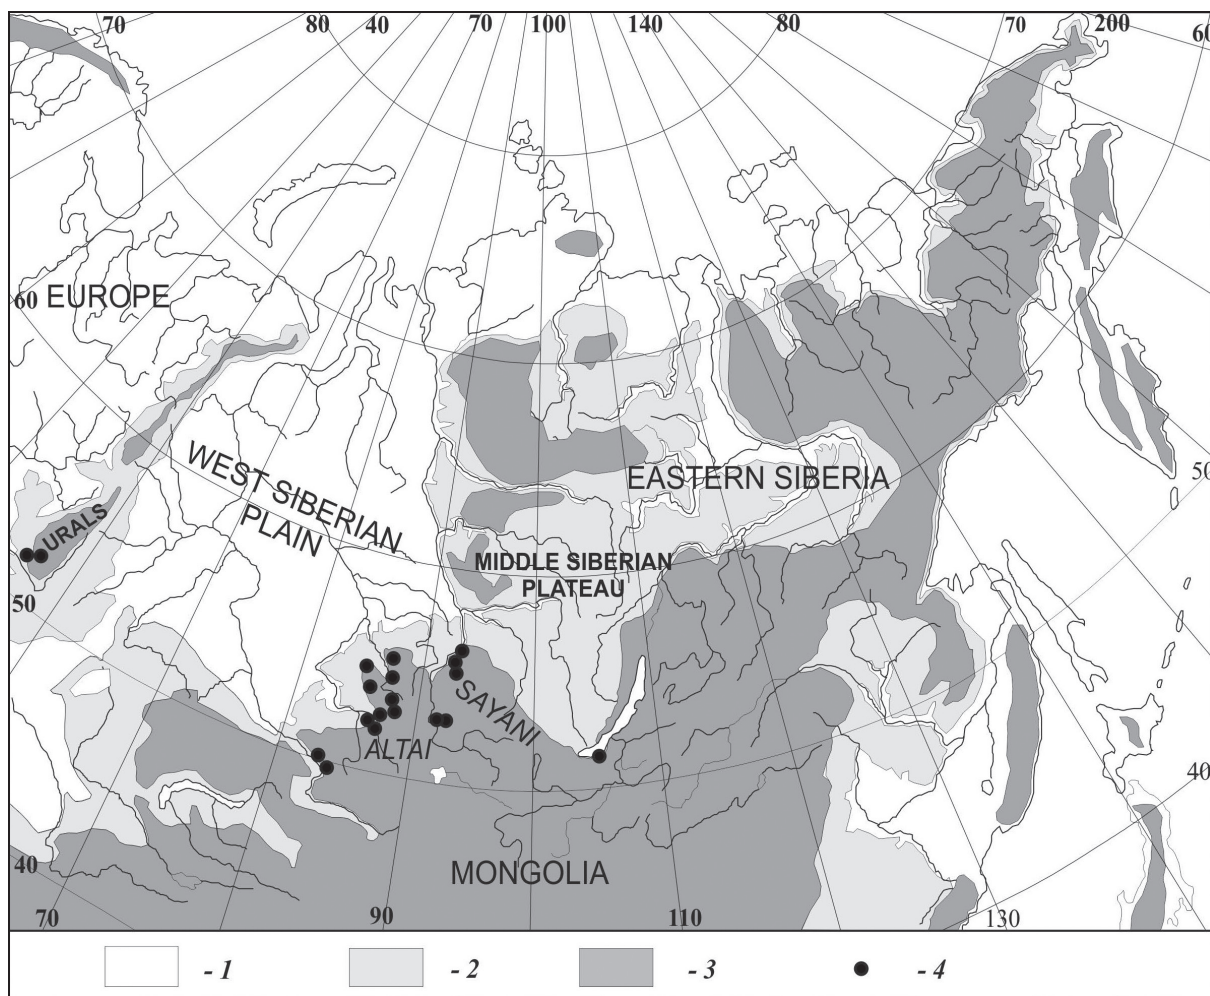 70 80 40 70 100 140 80 70 200 60
60 EUROPE
WEST SIBERIAN
PLAIN
EASTERN SIBERIA
50
URALS
MIDDLE SIBERIAN
PLATEAU
50
SAYANI
ALTAI
40
MONGOLIA
40
70 90 110 130
- 1 - 2 - 3 - 4